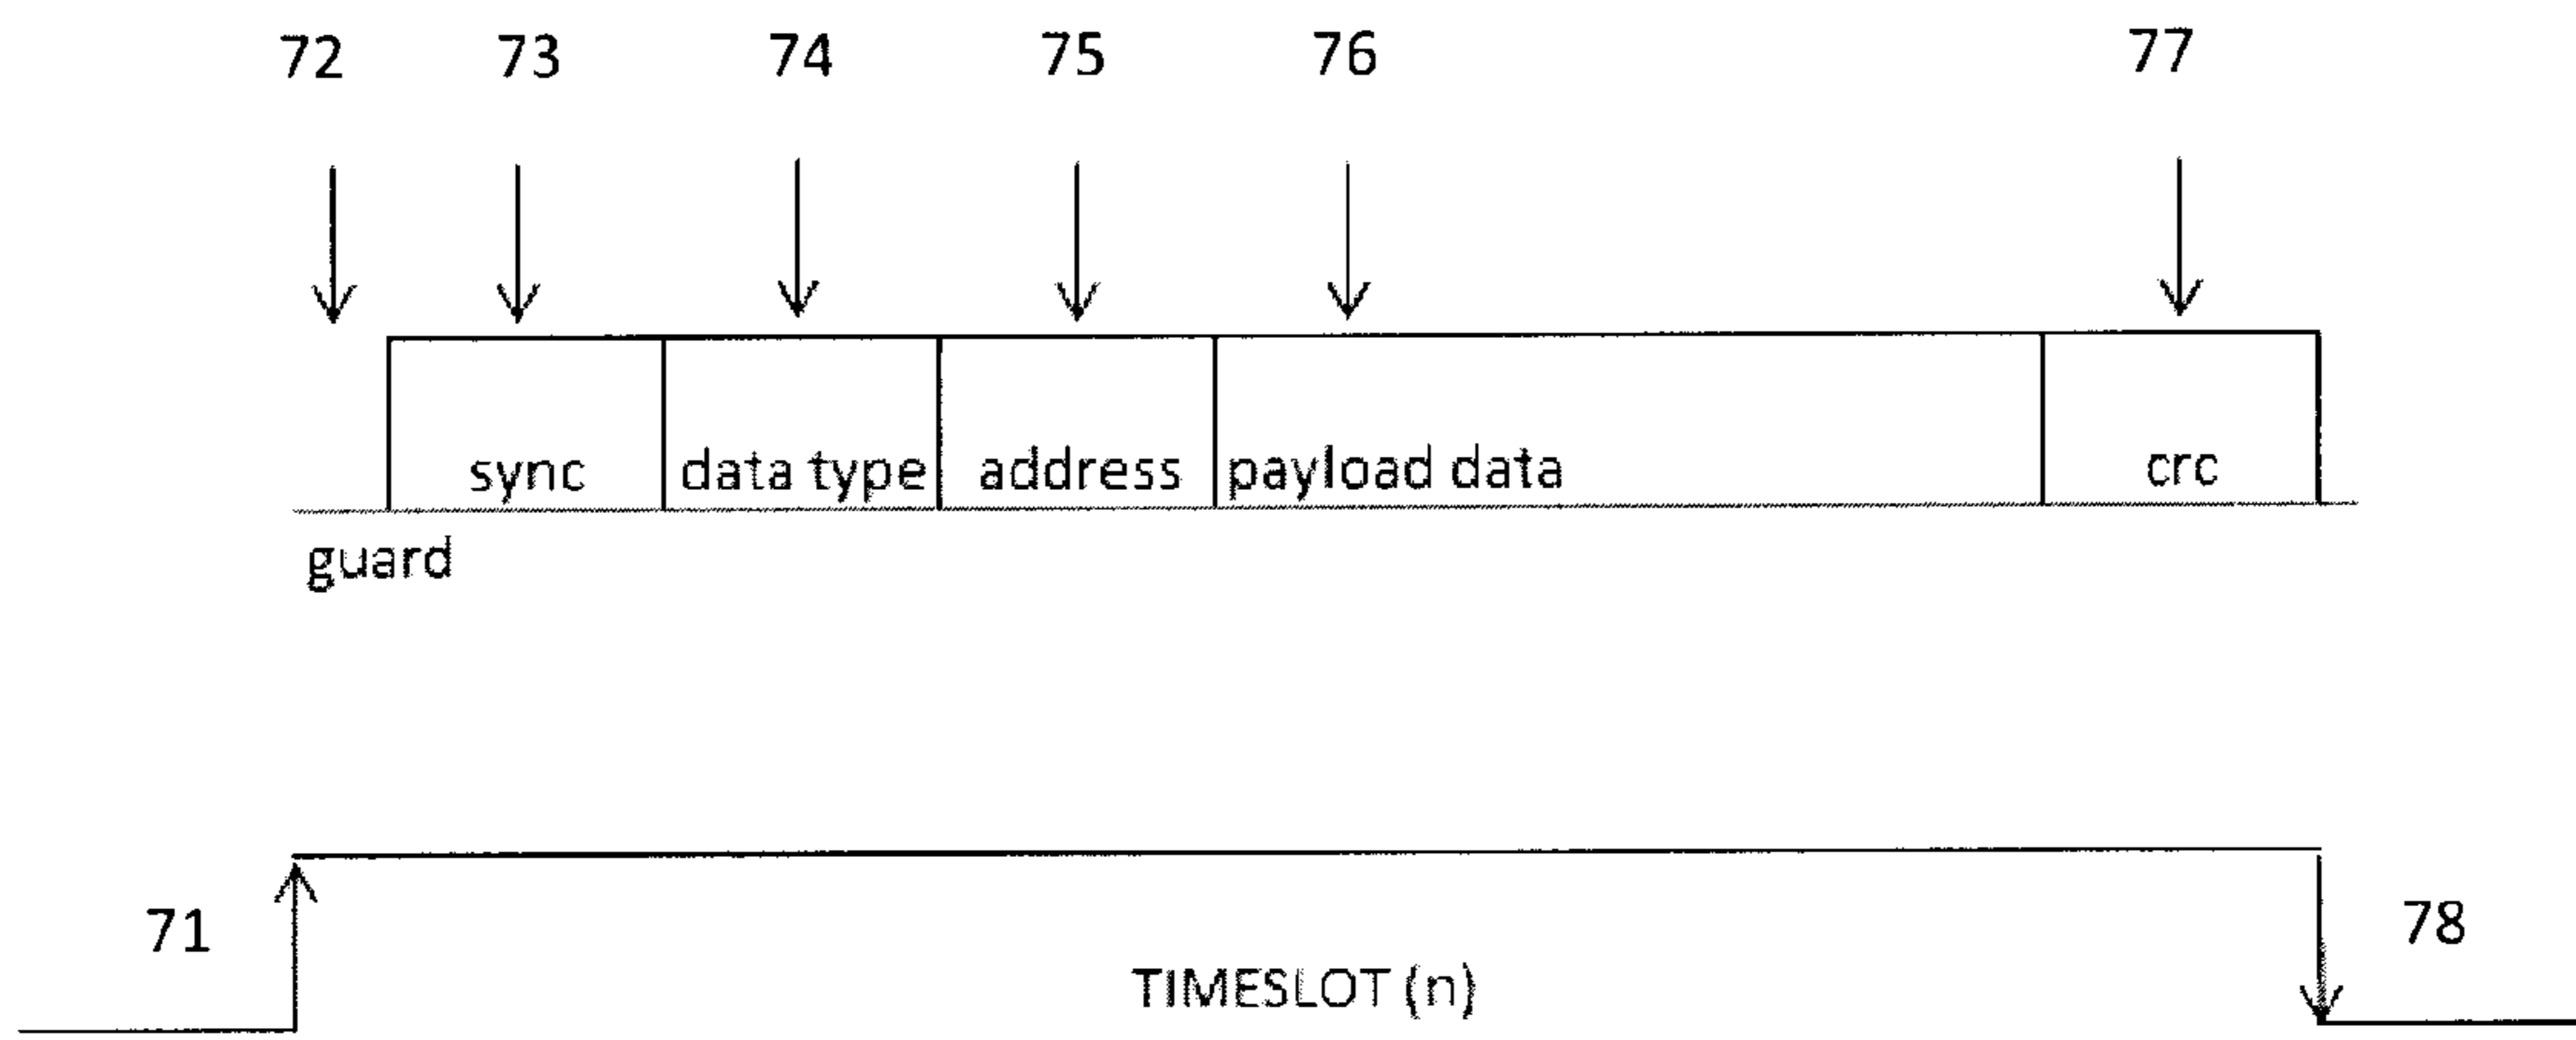 72 73 74 75 76 77
sync data type address payload data crc
guard
71 78
TIMESLOT (n)